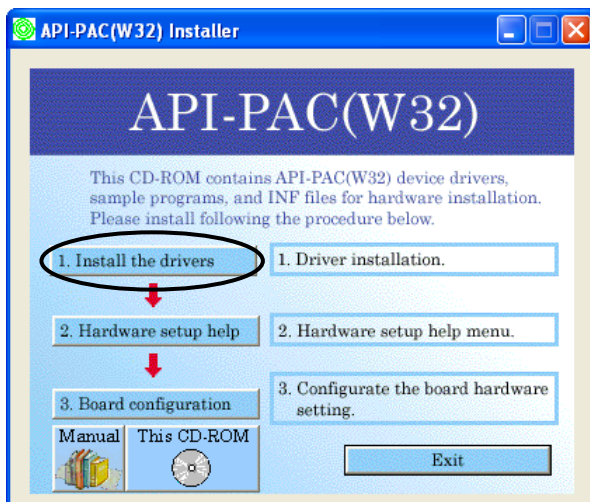 API-PAC(W32) Installer
API-PAC(W32)
This CD-ROM contains API-PAC(W32) device drivers,
sample programs, and INF files for hardware installation.
Please install following the procedure below.
1. Install the drivers
1. Driver installation.
2. Hardware setup help
2. Hardware setup help menu.
3. Board configuration
3. Configurate the board hardware
setting.
Manual
This CD-ROM
Exit